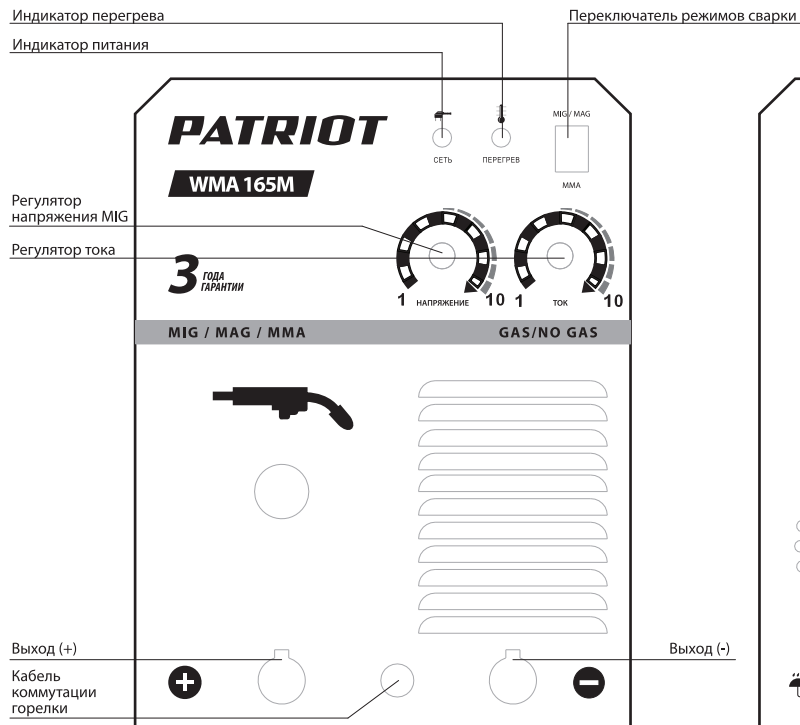 Индикатор перегрева
Переключатель режимов сварки
Индикатор питания
PATRIOT
MIG / MAG
СЕТЬ
ПЕРЕГРЕВ
WMA 165M
MMA
Регулятор
напряжения MIG
Регулятор тока
3 ГОДА
ГАРАНТИИ
1 НАПРЯЖЕНИЕ 10
1 ТОК 10
MIG / MAG / MMA
GAS/NO GAS
Выход (+)
Выход (-)
Кабель
коммутации
горелки